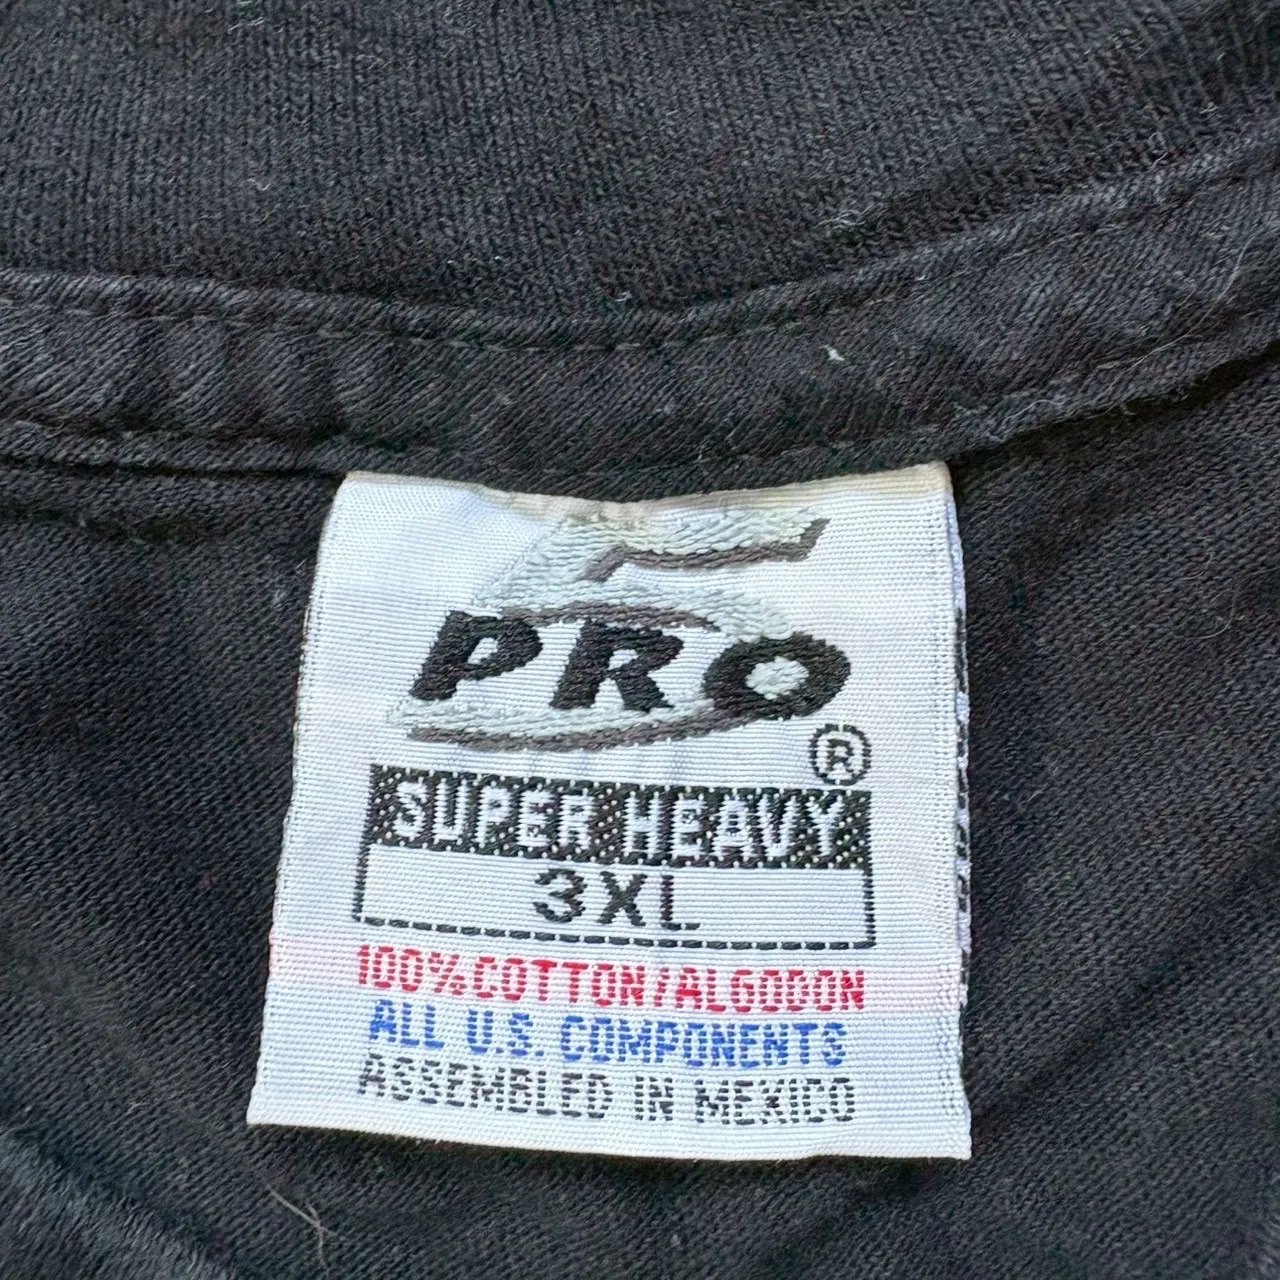 PRO
®
SUPER HEAVY
3XL
100% COTTON/ALGODON
ALL U.S. COMPONENTS
ASSEMBLED IN MEXICO